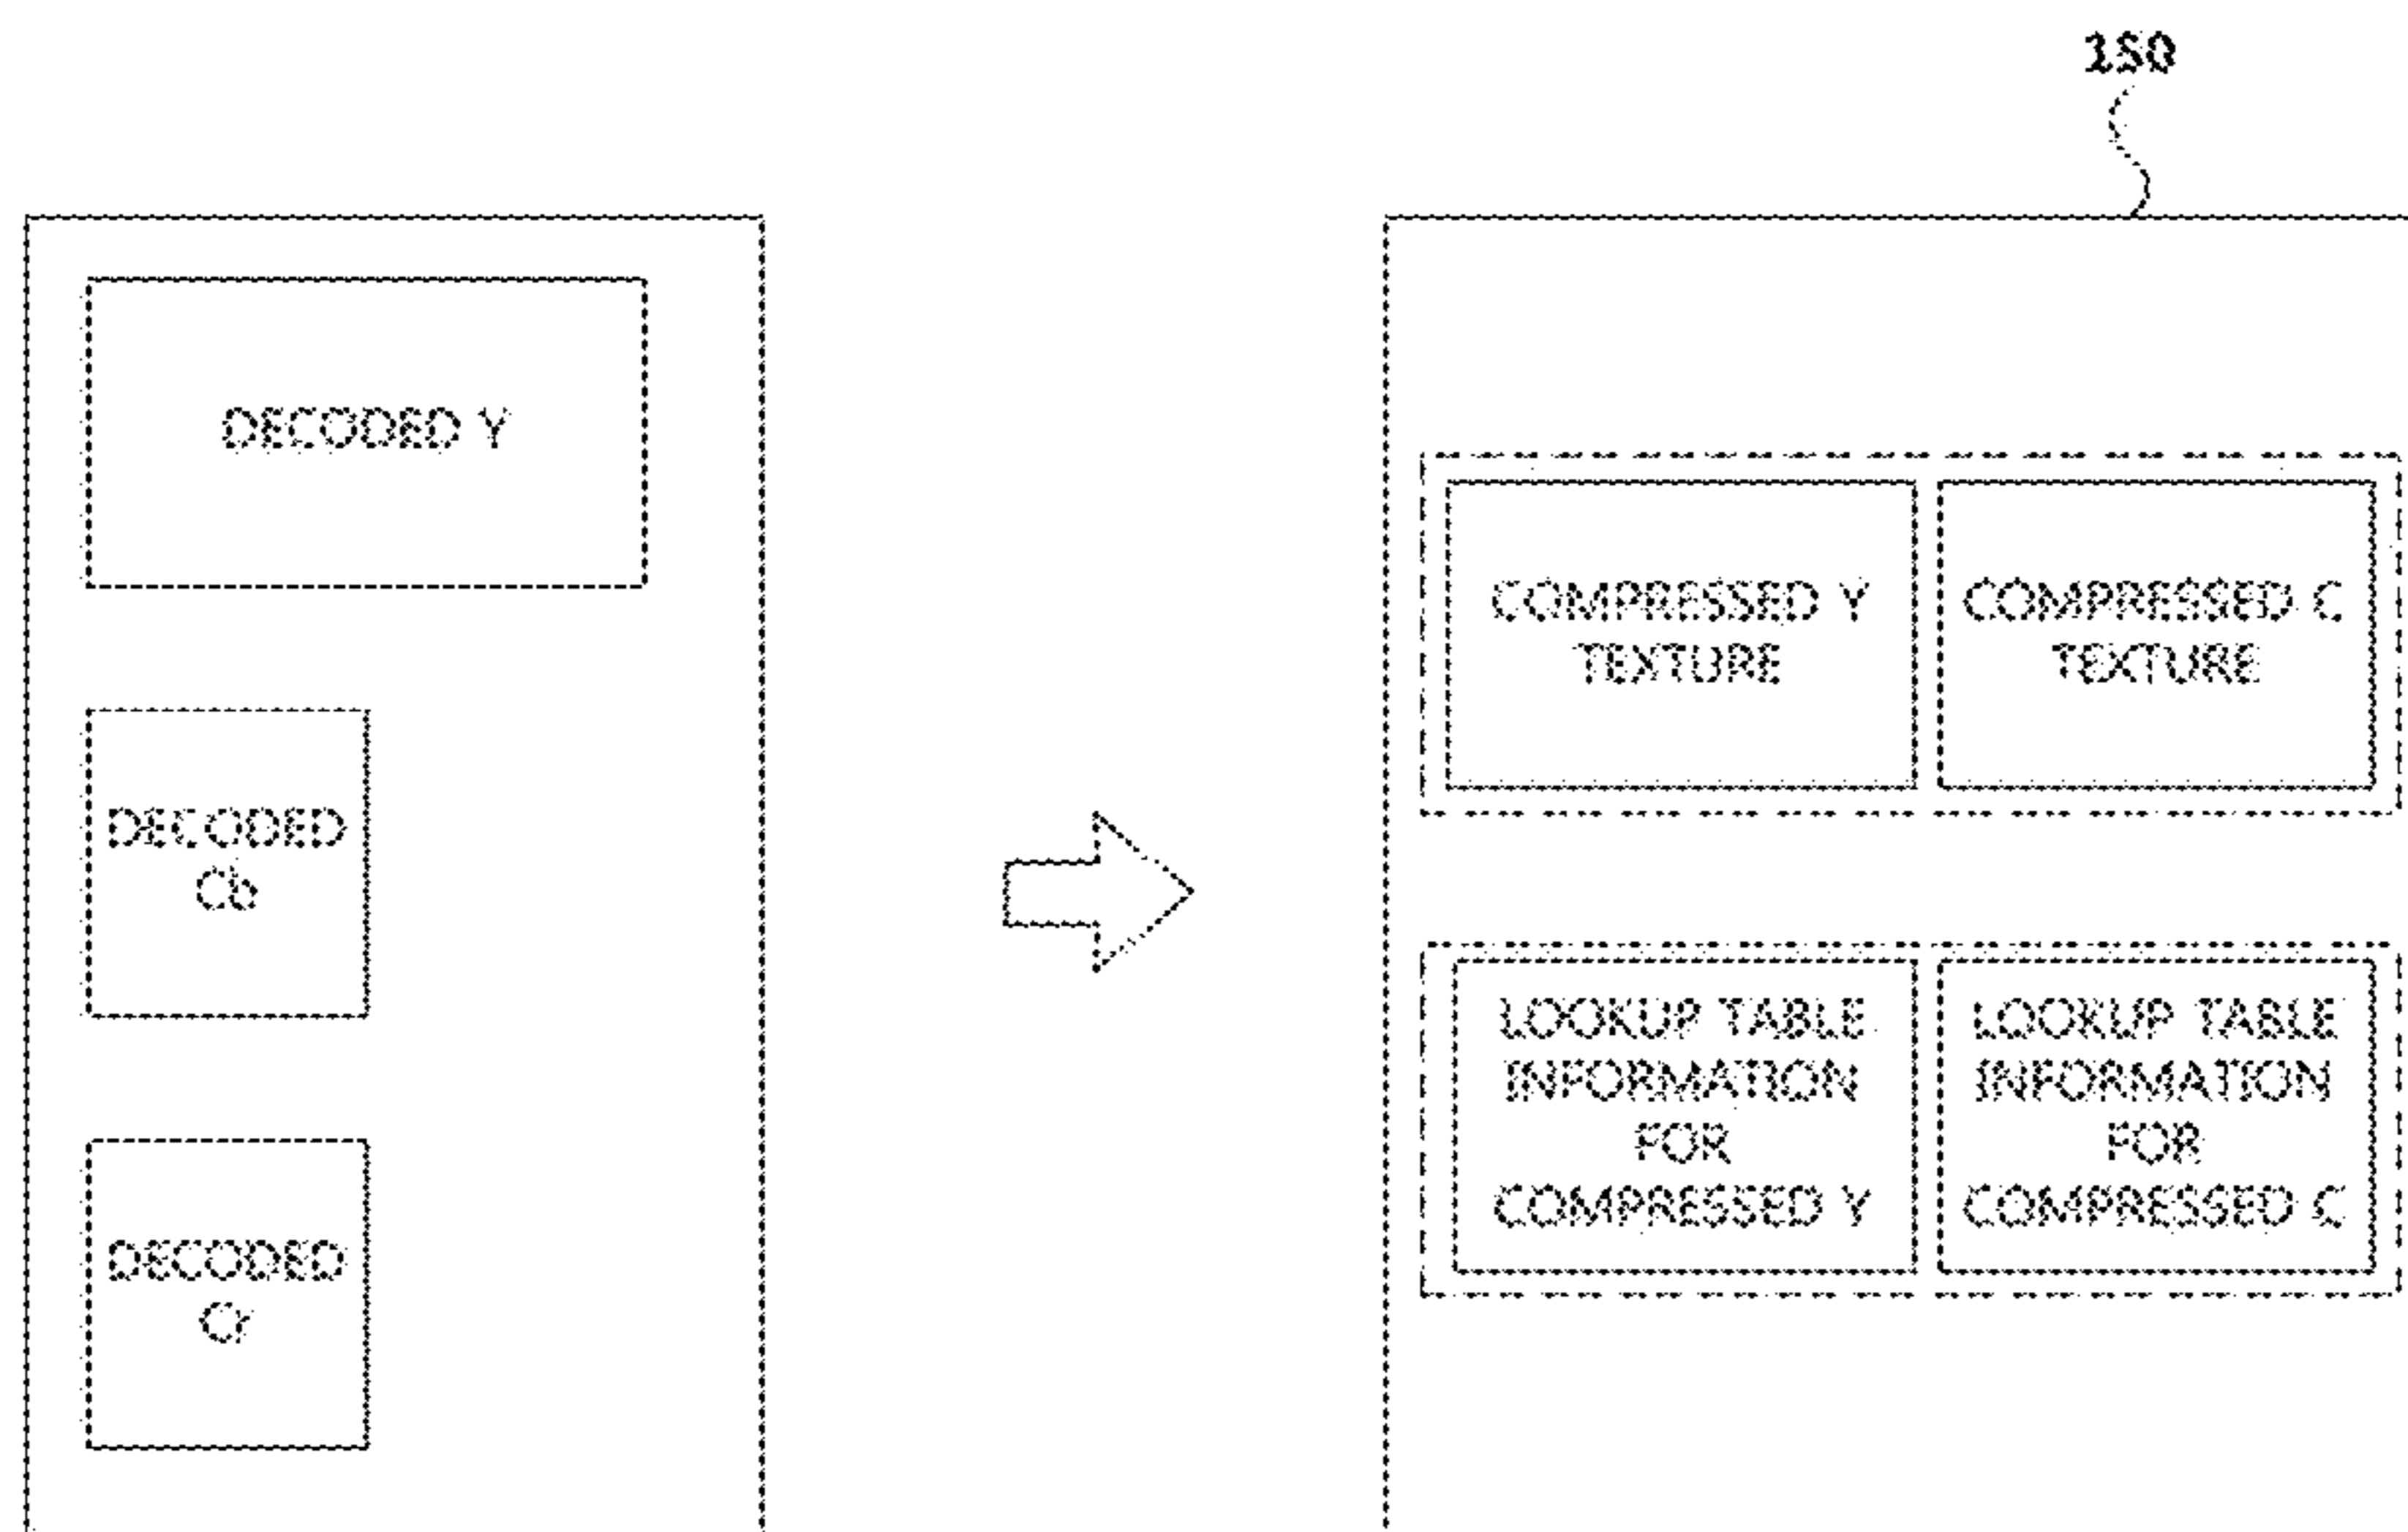 150
DECODED Y
DECODED
Cb
DECODED
Cr
COMPRESSED Y
TEXTURE
COMPRESSED C
TEXTURE
LOOKUP TABLE
INFORMATION
FOR
COMPRESSED Y
LOOKUP TABLE
INFORMATION
FOR
COMPRESSED C